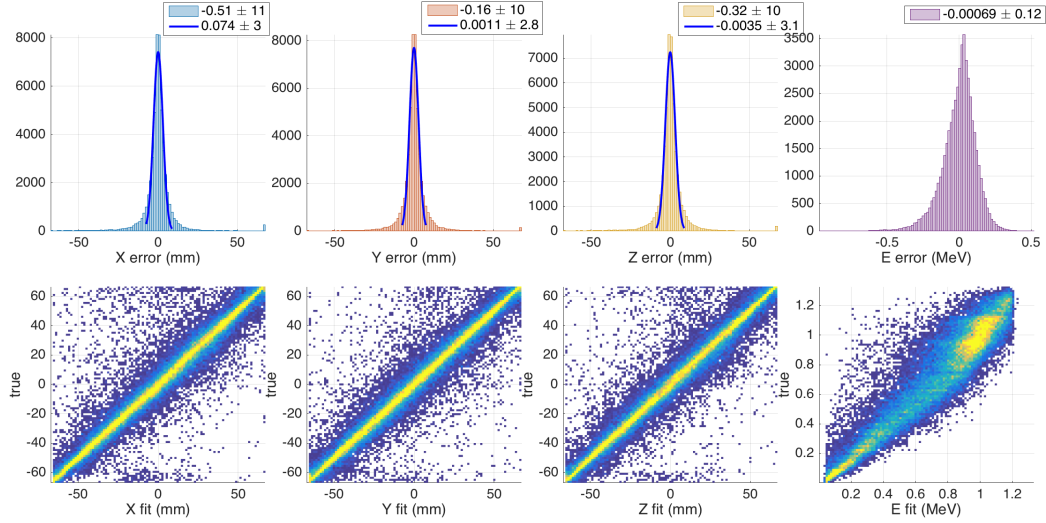 -0.51 ± 11
0.074 ± 3
-0.16 ± 10
0.0011 ± 2.8
-0.32 ± 10
-0.0035 ± 3.1
-0.00069 ± 0.12
8000
6000
4000
2000
0
-50 0 50
X error (mm)
8000
6000
4000
2000
0
-50 0 50
Y error (mm)
7000
6000
5000
4000
3000
2000
1000
0
-50 0 50
Z error (mm)
3500
3000
2500
2000
1500
1000
500
0
-0.5 0 0.5
E error (MeV)
true
60
40
20
0
-20
-40
-60
-50 0 50
X fit (mm)
true
60
40
20
0
-20
-40
-60
-50 0 50
Y fit (mm)
true
60
40
20
0
-20
-40
-60
-50 0 50
Z fit (mm)
true
1.2
1
0.8
0.6
0.4
0.2
0.2 0.4 0.6 0.8 1 1.2
E fit (MeV)